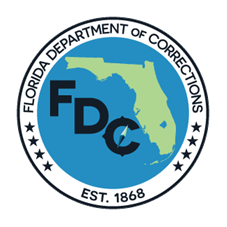 FLORIDA DEPARTMENT OF CORRECTIONS
FDC
EST. 1868